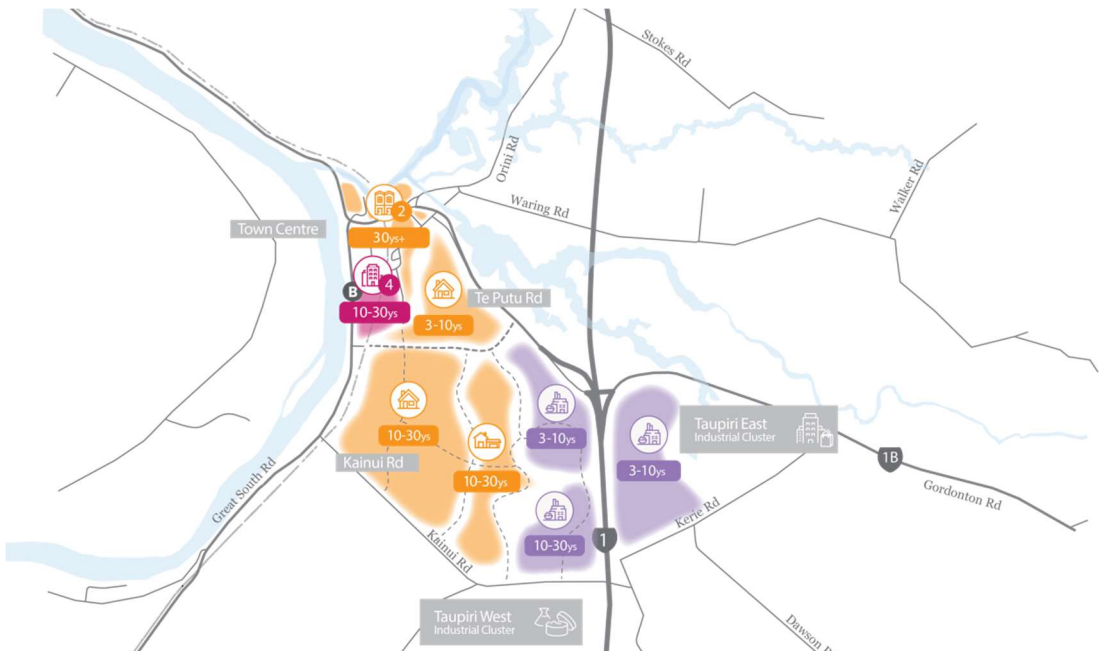 Stokes Rd
Orini Rd
Walker Rd
Waring Rd
2
Town Centre
30ys+
4
B
Te Putu Rd
10-30ys
3-10ys
10-30ys
3-10ys
Taupiri East
Industrial Cluster
3-10ys
1B
Kainui Rd
10-30ys
Great South Rd
Gordonton Rd
Kerie Rd
10-30ys
1
Kainui Rd
Taupiri West
Industrial Cluster
Dawson